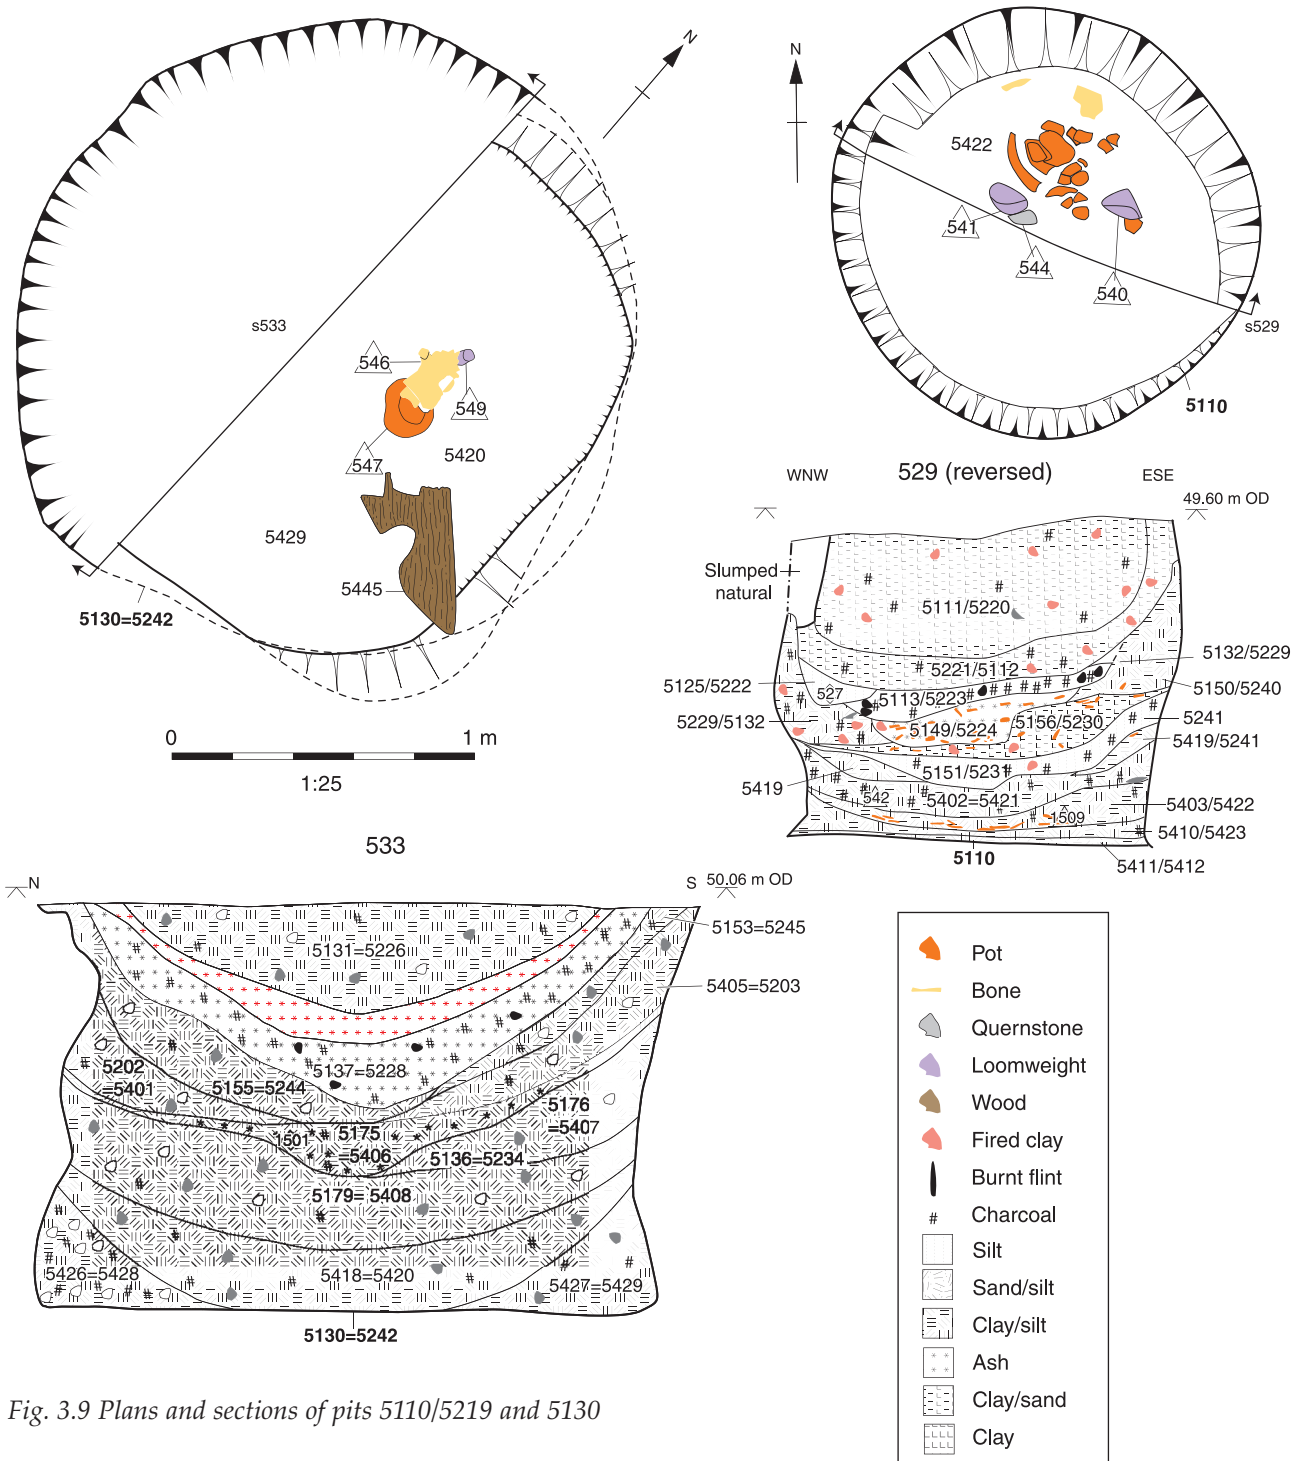 N
s533
546
549
547
5420
5429
5445
5130=5242
0
1 m
1:25
N
5422
541
544
540
s529
5110
WNW
529 (reversed)
ESE
49.60 m OD
Slumped
natural
5111/5220
5221/5112
5132/5229
5125/5222
527
5113/5223
5150/5240
5229/5132
5149/5224
5156/5230
5241
5419/5241
5151/5231
5419
542
5402=5421
1509
5403/5422
5410/5423
5110
5411/5412
533
N
S
50.06 m OD
5131=5226
5153=5245
5405=5203
5137=5228
5202
=5401
5155=5244
5176
=5407
1501
5175
=5406
5136=5234
5179=5408
5426=5428
5418=5420
5427=5429
5130=5242
Pot
Bone
Quernstone
Loomweight
Wood
Fired clay
Burnt flint
Charcoal
Silt
Sand/silt
Clay/silt
Ash
Clay/sand
Clay
Fig. 3.9 Plans and sections of pits 5110/5219 and 5130